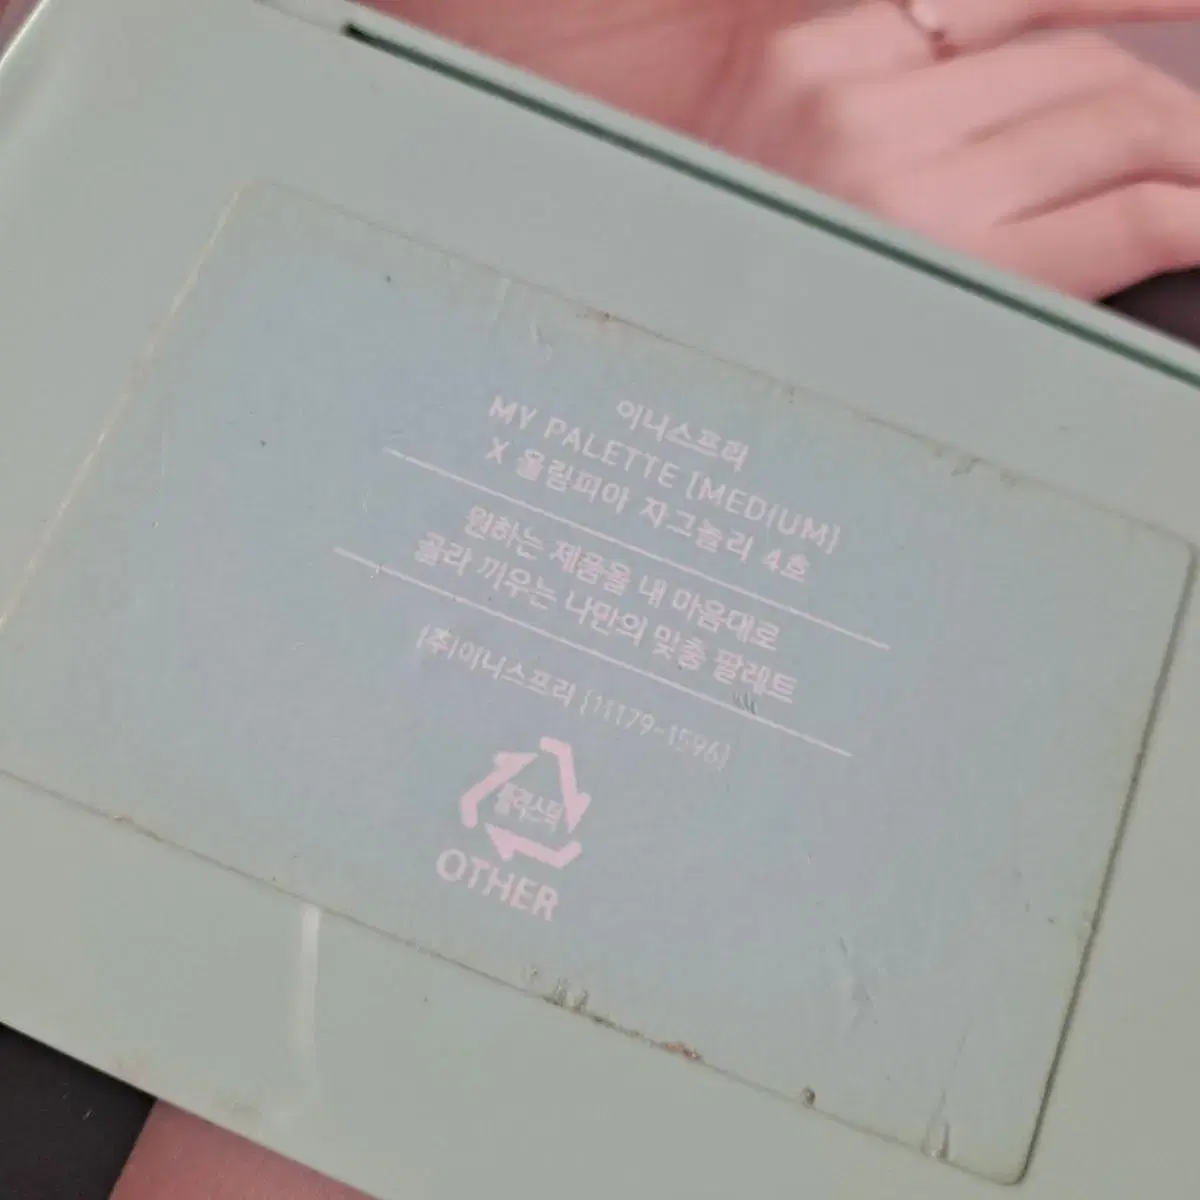 이니스프리
MY PALETTE [MEDIUM]
X 올림피아 자그놀리 4호
원하는 제품을 내 마음대로
골라 끼우는 나만의 맞춤 팔레트
(주)이니스프리 (11179-1596)
플라스틱
OTHER